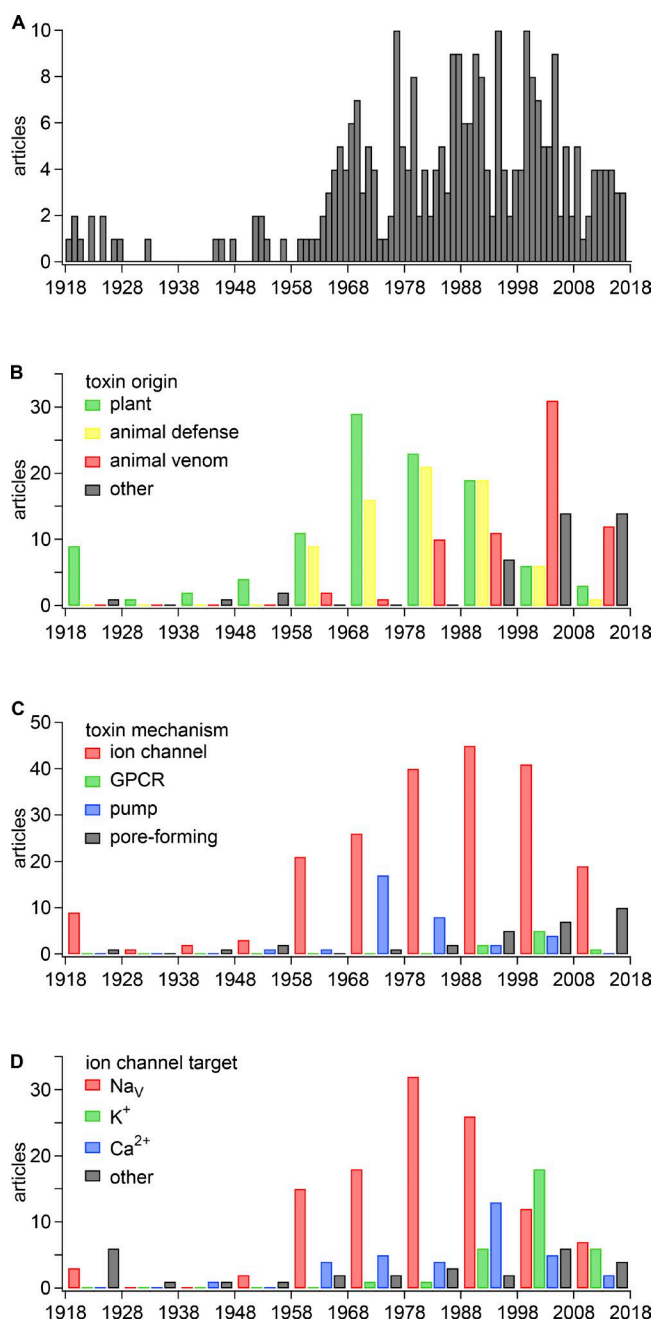 A
10
8
6
4
2
0
articles
1918 1928 1938 1948 1958 1968 1978 1988 1998 2008 2018
B
toxin origin
plant
animal defense
animal venom
other
30
20
10
0
articles
1918 1928 1938 1948 1958 1968 1978 1988 1998 2008 2018
C
toxin mechanism
ion channel
GPCR
pump
pore-forming
50
40
30
20
10
0
articles
1918 1928 1938 1948 1958 1968 1978 1988 1998 2008 2018
D
ion channel target
NaV
K+
Ca2+
other
30
20
10
0
articles
1918 1928 1938 1948 1958 1968 1978 1988 1998 2008 2018